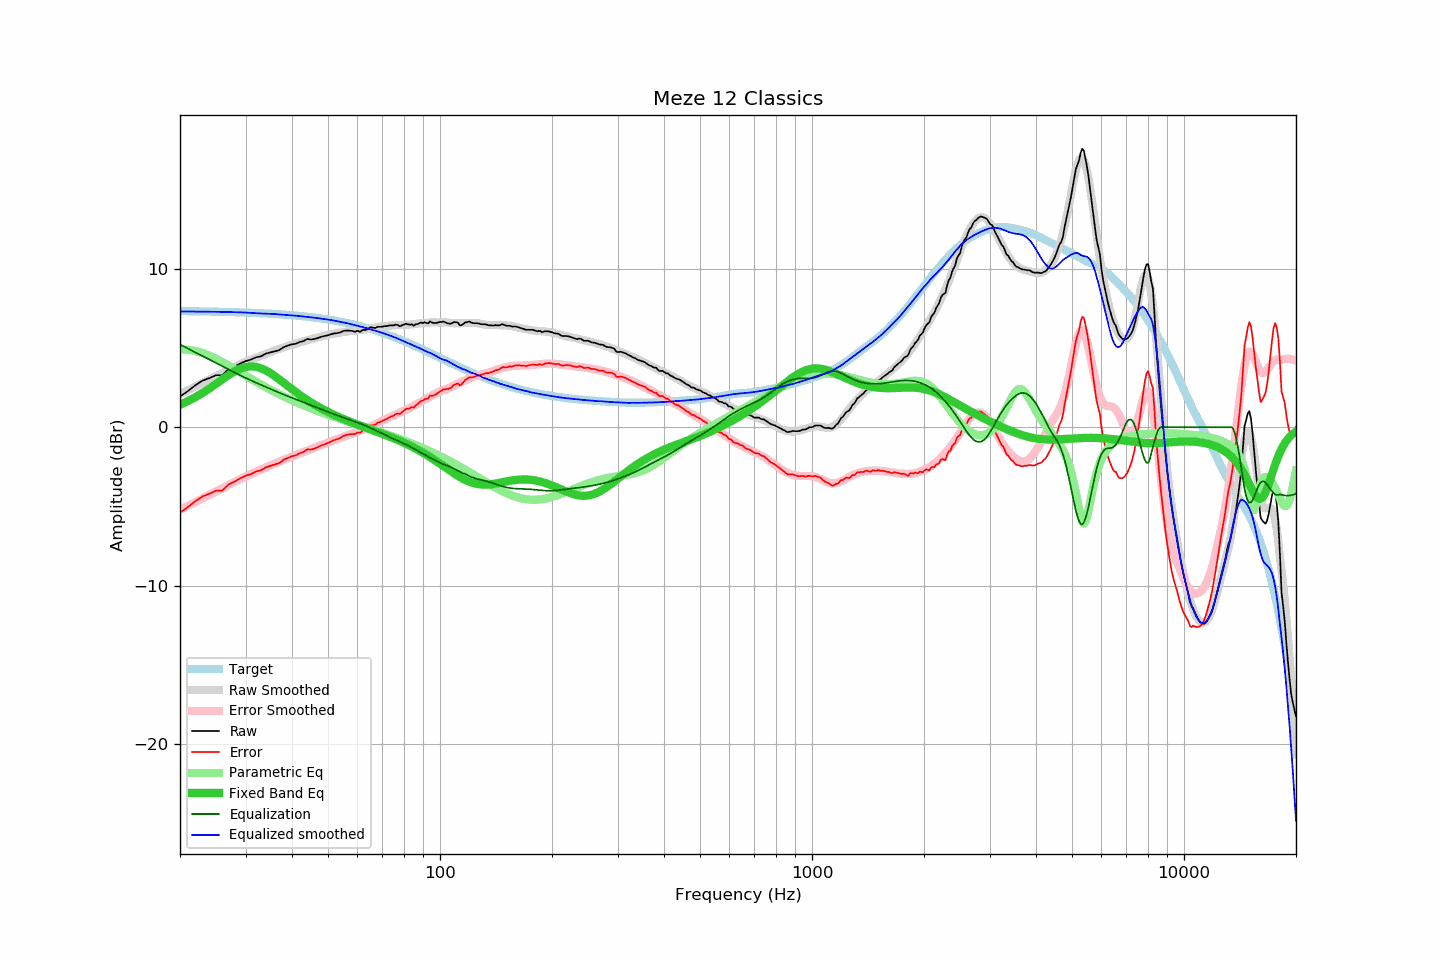 Meze 12 Classics
Amplitude (dBr)
10
0
−10
−20
Target
Raw Smoothed
Error Smoothed
Raw
Error
Parametric Eq
Fixed Band Eq
Equalization
Equalized smoothed
100
1000
10000
Frequency (Hz)